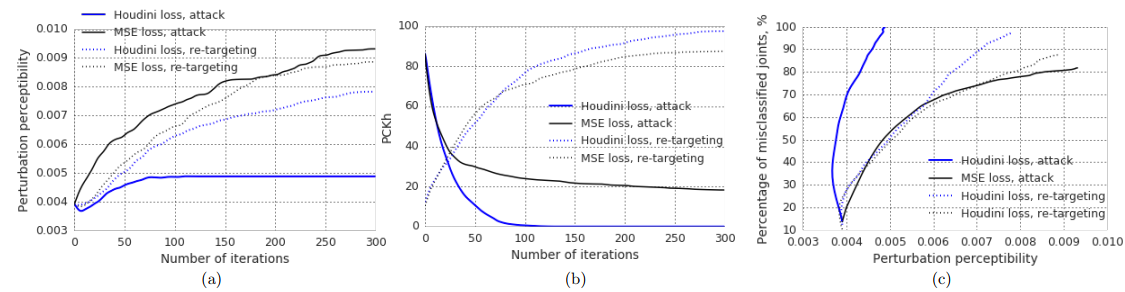 Houdini loss, attack
MSE loss, attack
Houdini loss, re-targeting
MSE loss, re-targeting
Perturbation perceptibility
0.010
0.009
0.008
0.007
0.006
0.005
0.004
0.003
0 50 100 150 200 250 300
Number of iterations
(a)
PCKh
100
80
60
40
20
0
Houdini loss, attack
MSE loss, attack
Houdini loss, re-targeting
MSE loss, re-targeting
0 50 100 150 200 250 300
Number of iterations
(b)
Percentage of misclassified joints, %
100
90
80
70
60
50
40
30
20
10
Houdini loss, attack
MSE loss, attack
Houdini loss, re-targeting
Houdini loss, re-targeting
0.003 0.004 0.005 0.006 0.007 0.008 0.009 0.010
Perturbation perceptibility
(c)